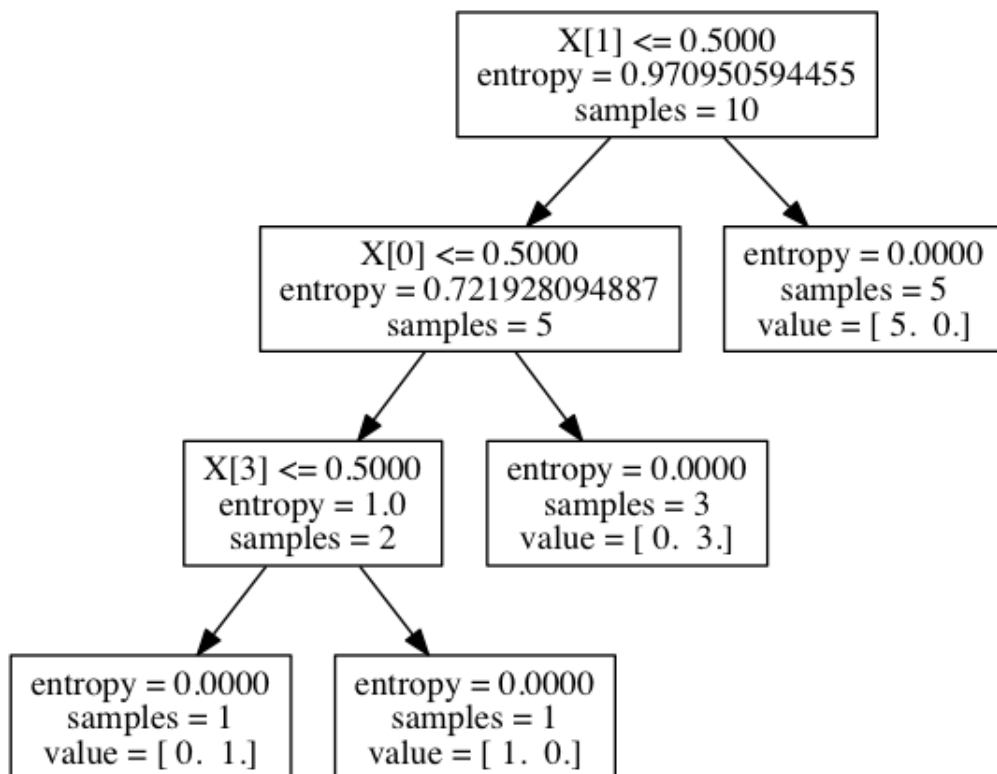 X[1] <= 0.5000
entropy = 0.970950594455
samples = 10
X[0] <= 0.5000
entropy = 0.721928094887
samples = 5
entropy = 0.0000
samples = 5
value = [ 5.  0.]
X[3] <= 0.5000
entropy = 1.0
samples = 2
entropy = 0.0000
samples = 3
value = [ 0.  3.]
entropy = 0.0000
samples = 1
value = [ 0.  1.]
entropy = 0.0000
samples = 1
value = [ 1.  0.]